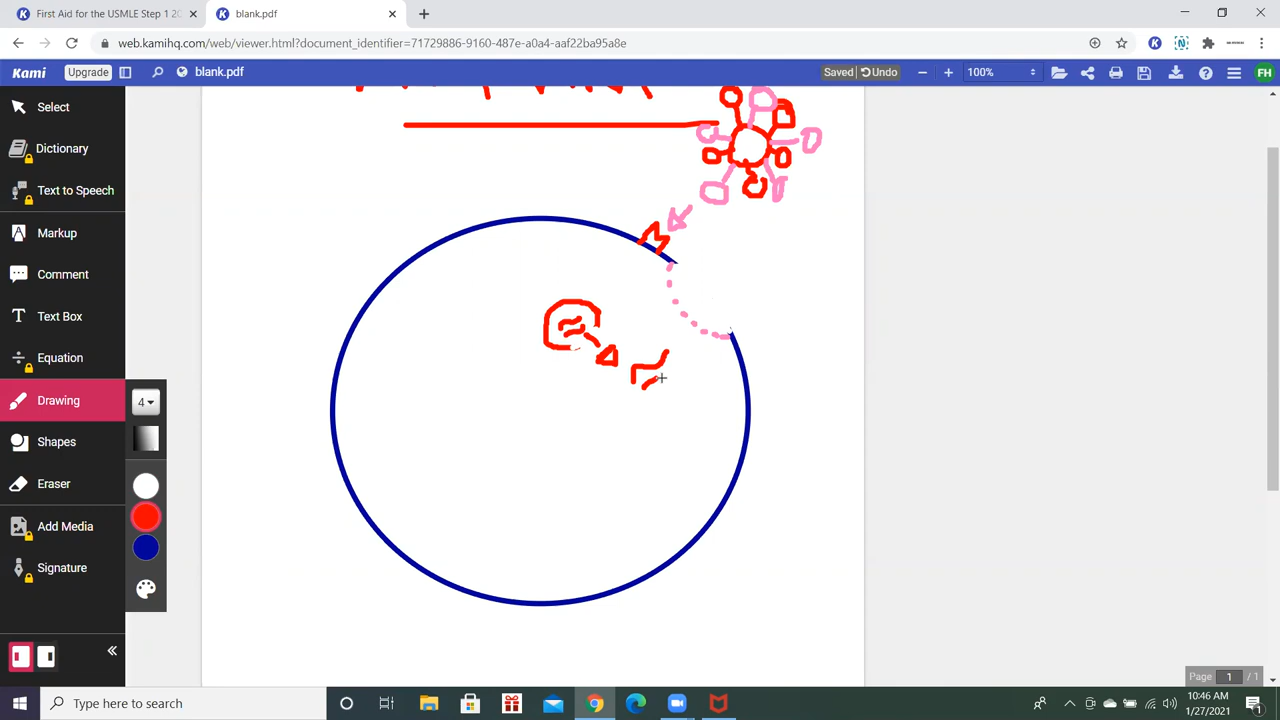 First Aid for the USMLE Step 1 20
blank.pdf
web.kamihq.com/web/viewer.html?document_identifier=71729886-9160-487e-a0a4-aaf22ba95a8e
Kami
Upgrade
blank.pdf
Saved
Undo
100%
FH
Select
Dictionary
Text to Speech
Markup
Comment
Text Box
Equation
Drawing
4
Shapes
Eraser
Add Media
Signature
Page 1 / 1
Type here to search
10:46 AM
1/27/2021
1